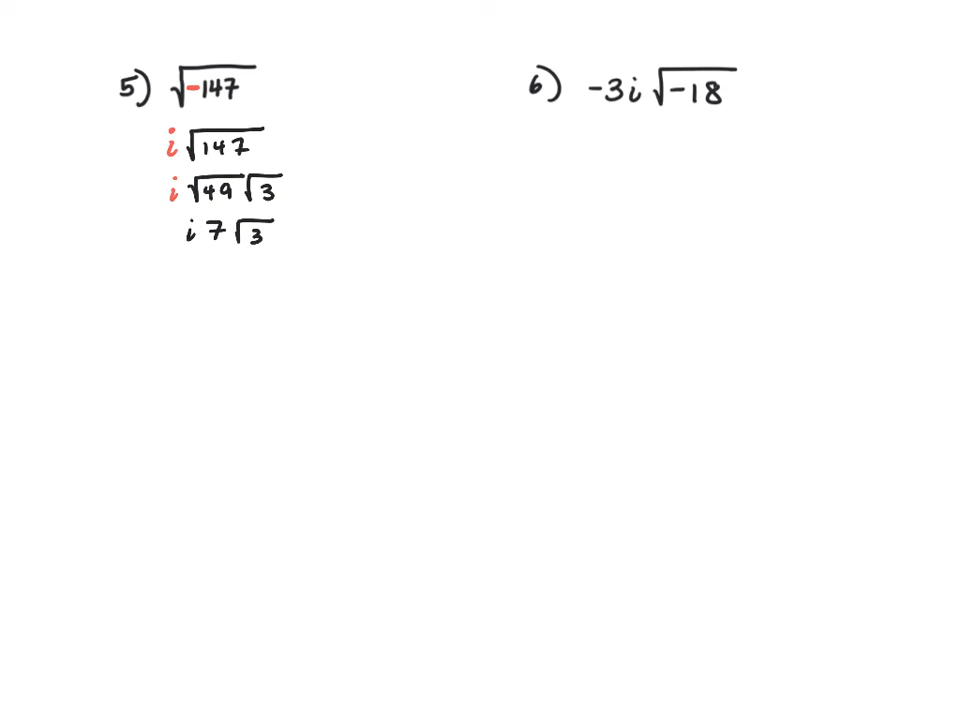 5) √-147
i √147
i √49 √3
i 7 √3
6) -3i √-18